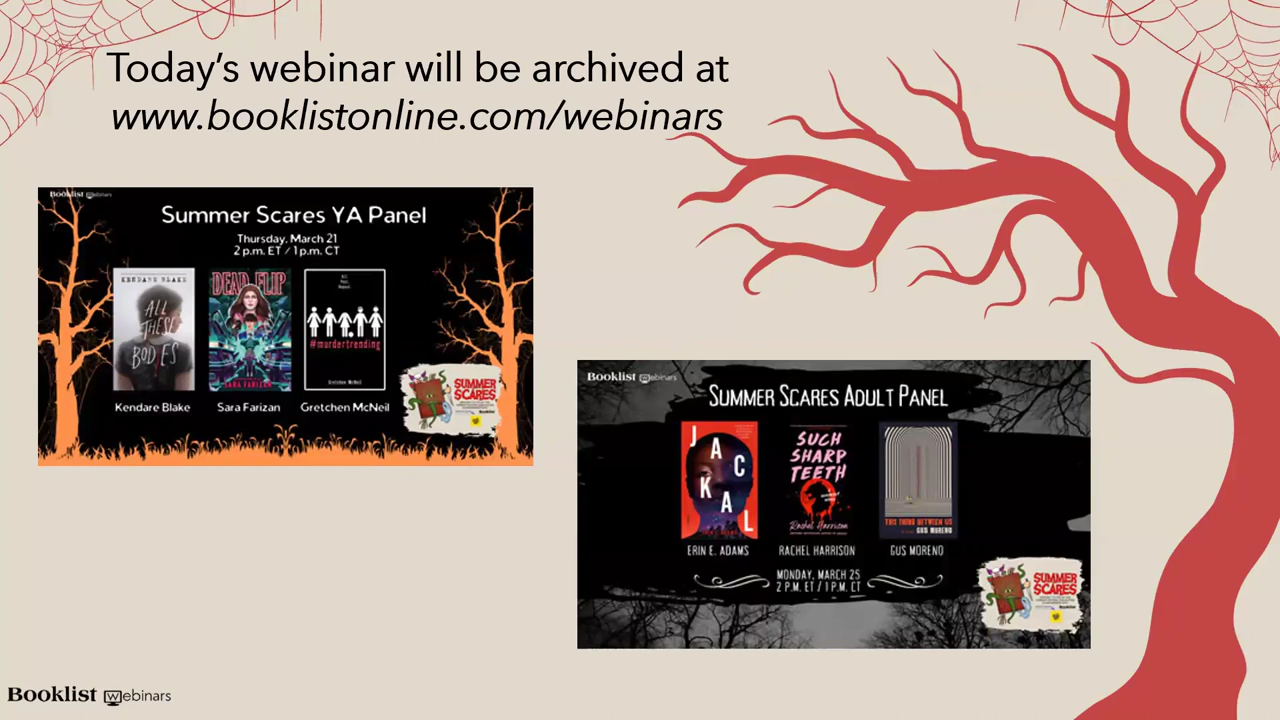 Today's webinar will be archived at
www.booklistonline.com/webinars
Booklist Webinars
Summer Scares YA Panel
Thursday, March 21
2 p.m. ET / 1 p.m. CT
KENDARE BLAKE
ALL
THESE
BODIES
DEAD FLIP
SARA FARIZAN
#murdertrending
Gretchen McNeil
Kendare Blake
Sara Farizan
Gretchen McNeil
SUMMER
SCARES
Booklist
Booklist Webinars
SUMMER SCARES ADULT PANEL
JACKAL
SUCH
SHARP
TEETH
Rachel Harrison
THIS THING BETWEEN US
GUS MORENO
ERIN E. ADAMS
RACHEL HARRISON
GUS MORENO
MONDAY, MARCH 25
2 P.M. ET / 1 P.M. CT
SUMMER
SCARES
Booklist
Booklist Webinars